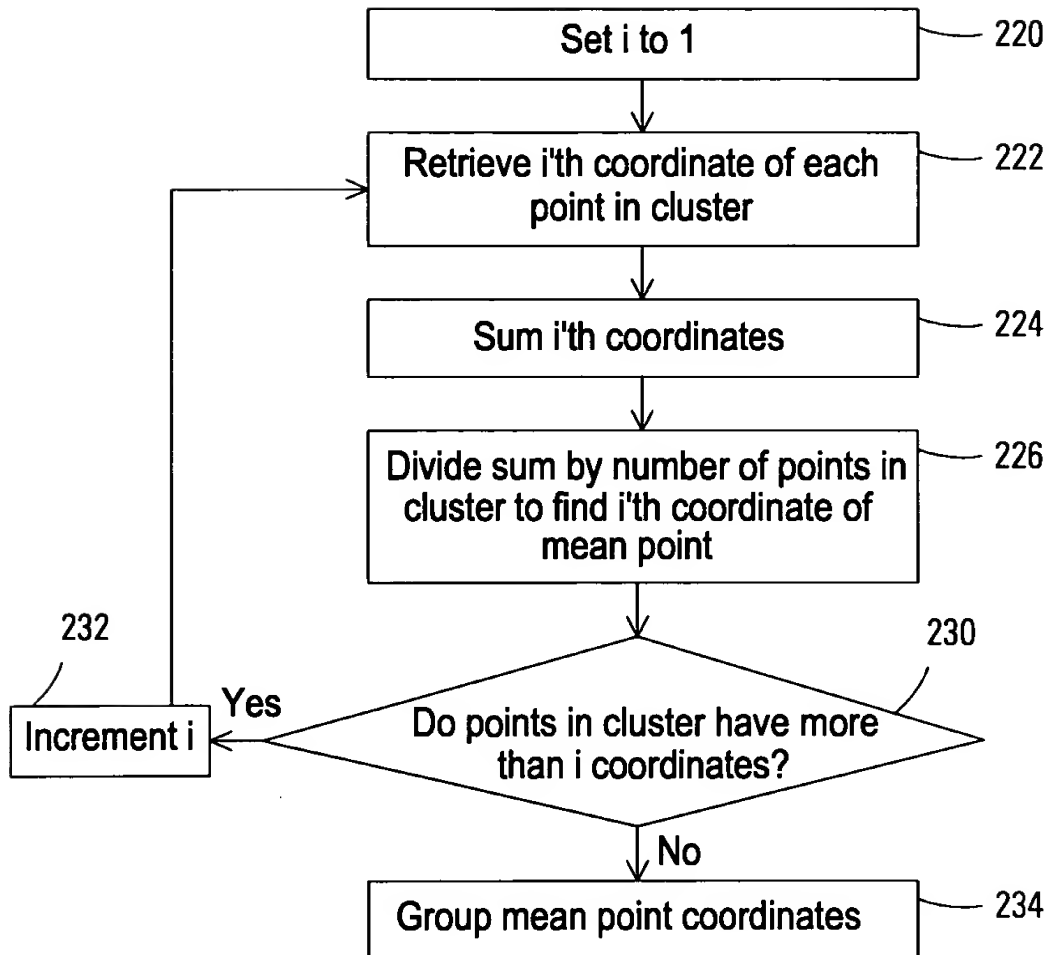 Set i to 1
220
Retrieve i'th coordinate of each
point in cluster
222
Sum i'th coordinates
224
Divide sum by number of points in
cluster to find i'th coordinate of
mean point
226
Do points in cluster have more
than i coordinates?
230
Yes
232
Increment i
No
Group mean point coordinates
234